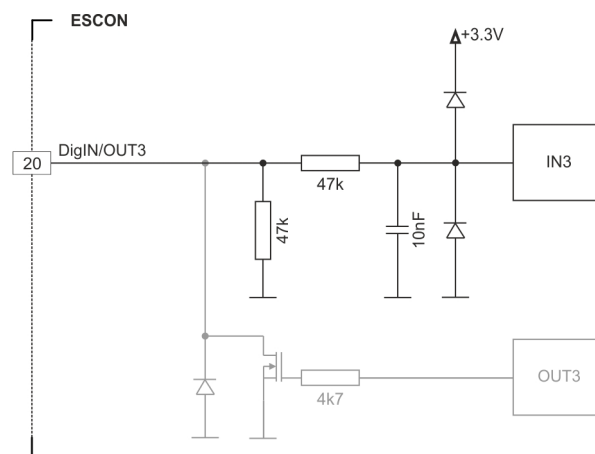 ESCON
+3.3V
20
DigIN/OUT3
IN3
47k
47k
10nF
OUT3
4k7